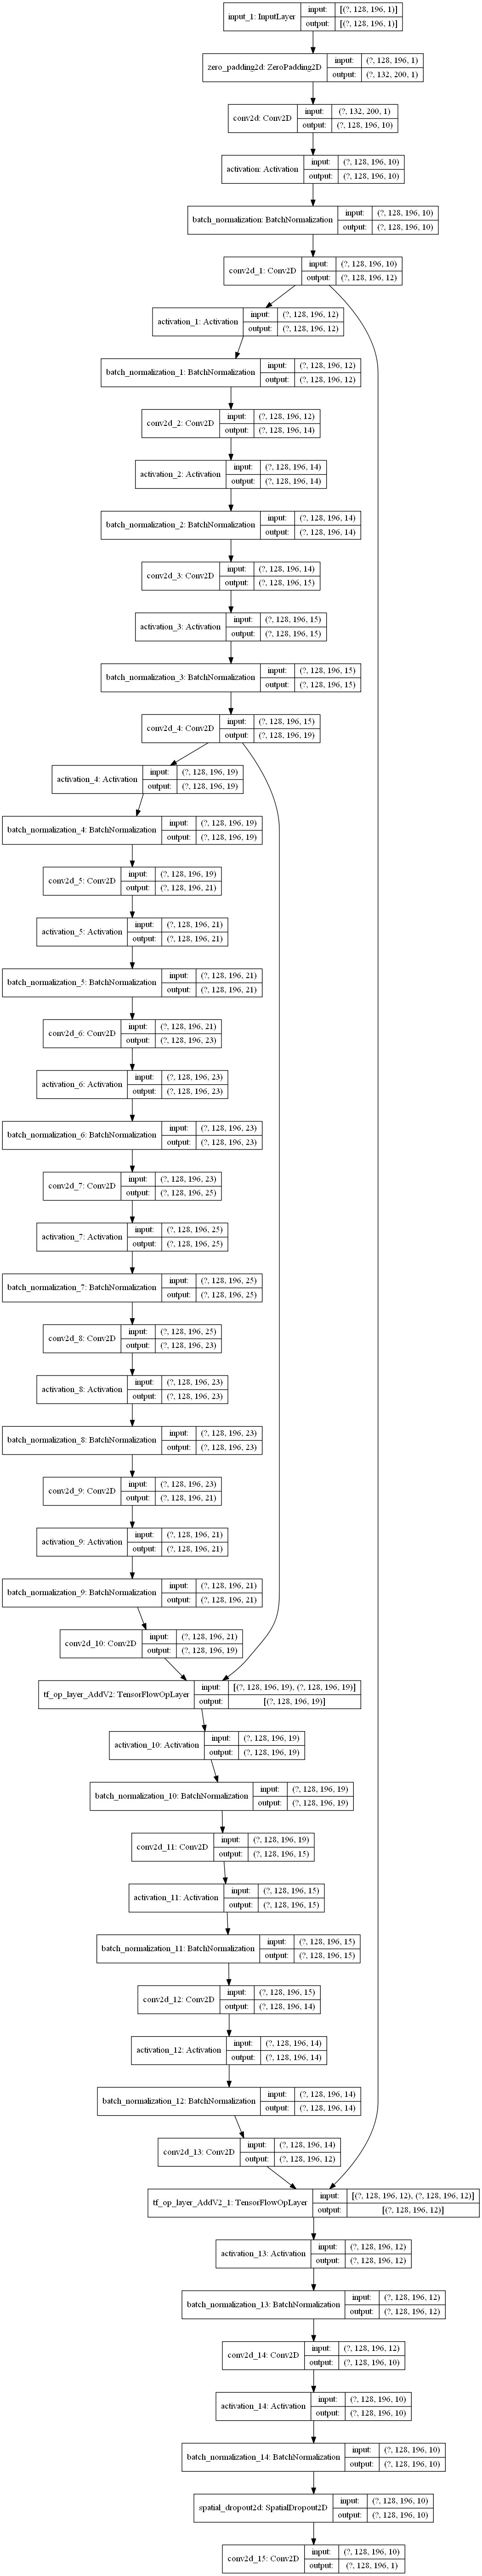 input_1: InputLayer
input: [(?, 128, 196, 1)]
output: [(?, 128, 196, 1)]
zero_padding2d: ZeroPadding2D
input: (?, 128, 196, 1)
output: (?, 132, 200, 1)
conv2d: Conv2D
input: (?, 132, 200, 1)
output: (?, 128, 196, 10)
activation: Activation
input: (?, 128, 196, 10)
output: (?, 128, 196, 10)
batch_normalization: BatchNormalization
input: (?, 128, 196, 10)
output: (?, 128, 196, 10)
conv2d_1: Conv2D
input: (?, 128, 196, 10)
output: (?, 128, 196, 12)
activation_1: Activation
input: (?, 128, 196, 12)
output: (?, 128, 196, 12)
batch_normalization_1: BatchNormalization
input: (?, 128, 196, 12)
output: (?, 128, 196, 12)
conv2d_2: Conv2D
input: (?, 128, 196, 12)
output: (?, 128, 196, 14)
activation_2: Activation
input: (?, 128, 196, 14)
output: (?, 128, 196, 14)
batch_normalization_2: BatchNormalization
input: (?, 128, 196, 14)
output: (?, 128, 196, 14)
conv2d_3: Conv2D
input: (?, 128, 196, 14)
output: (?, 128, 196, 15)
activation_3: Activation
input: (?, 128, 196, 15)
output: (?, 128, 196, 15)
batch_normalization_3: BatchNormalization
input: (?, 128, 196, 15)
output: (?, 128, 196, 15)
conv2d_4: Conv2D
input: (?, 128, 196, 15)
output: (?, 128, 196, 19)
activation_4: Activation
input: (?, 128, 196, 19)
output: (?, 128, 196, 19)
batch_normalization_4: BatchNormalization
input: (?, 128, 196, 19)
output: (?, 128, 196, 19)
conv2d_5: Conv2D
input: (?, 128, 196, 19)
output: (?, 128, 196, 21)
activation_5: Activation
input: (?, 128, 196, 21)
output: (?, 128, 196, 21)
batch_normalization_5: BatchNormalization
input: (?, 128, 196, 21)
output: (?, 128, 196, 21)
conv2d_6: Conv2D
input: (?, 128, 196, 21)
output: (?, 128, 196, 23)
activation_6: Activation
input: (?, 128, 196, 23)
output: (?, 128, 196, 23)
batch_normalization_6: BatchNormalization
input: (?, 128, 196, 23)
output: (?, 128, 196, 23)
conv2d_7: Conv2D
input: (?, 128, 196, 23)
output: (?, 128, 196, 25)
activation_7: Activation
input: (?, 128, 196, 25)
output: (?, 128, 196, 25)
batch_normalization_7: BatchNormalization
input: (?, 128, 196, 25)
output: (?, 128, 196, 25)
conv2d_8: Conv2D
input: (?, 128, 196, 25)
output: (?, 128, 196, 23)
activation_8: Activation
input: (?, 128, 196, 23)
output: (?, 128, 196, 23)
batch_normalization_8: BatchNormalization
input: (?, 128, 196, 23)
output: (?, 128, 196, 23)
conv2d_9: Conv2D
input: (?, 128, 196, 23)
output: (?, 128, 196, 21)
activation_9: Activation
input: (?, 128, 196, 21)
output: (?, 128, 196, 21)
batch_normalization_9: BatchNormalization
input: (?, 128, 196, 21)
output: (?, 128, 196, 21)
conv2d_10: Conv2D
input: (?, 128, 196, 21)
output: (?, 128, 196, 19)
tf_op_layer_AddV2: TensorFlowOpLayer
input: [(?, 128, 196, 19), (?, 128, 196, 19)]
output: [(?, 128, 196, 19)]
activation_10: Activation
input: (?, 128, 196, 19)
output: (?, 128, 196, 19)
batch_normalization_10: BatchNormalization
input: (?, 128, 196, 19)
output: (?, 128, 196, 19)
conv2d_11: Conv2D
input: (?, 128, 196, 19)
output: (?, 128, 196, 15)
activation_11: Activation
input: (?, 128, 196, 15)
output: (?, 128, 196, 15)
batch_normalization_11: BatchNormalization
input: (?, 128, 196, 15)
output: (?, 128, 196, 15)
conv2d_12: Conv2D
input: (?, 128, 196, 15)
output: (?, 128, 196, 14)
activation_12: Activation
input: (?, 128, 196, 14)
output: (?, 128, 196, 14)
batch_normalization_12: BatchNormalization
input: (?, 128, 196, 14)
output: (?, 128, 196, 14)
conv2d_13: Conv2D
input: (?, 128, 196, 14)
output: (?, 128, 196, 12)
tf_op_layer_AddV2_1: TensorFlowOpLayer
input: [(?, 128, 196, 12), (?, 128, 196, 12)]
output: [(?, 128, 196, 12)]
activation_13: Activation
input: (?, 128, 196, 12)
output: (?, 128, 196, 12)
batch_normalization_13: BatchNormalization
input: (?, 128, 196, 12)
output: (?, 128, 196, 12)
conv2d_14: Conv2D
input: (?, 128, 196, 12)
output: (?, 128, 196, 10)
activation_14: Activation
input: (?, 128, 196, 10)
output: (?, 128, 196, 10)
batch_normalization_14: BatchNormalization
input: (?, 128, 196, 10)
output: (?, 128, 196, 10)
spatial_dropout2d: SpatialDropout2D
input: (?, 128, 196, 10)
output: (?, 128, 196, 10)
conv2d_15: Conv2D
input: (?, 128, 196, 10)
output: (?, 128, 196, 1)